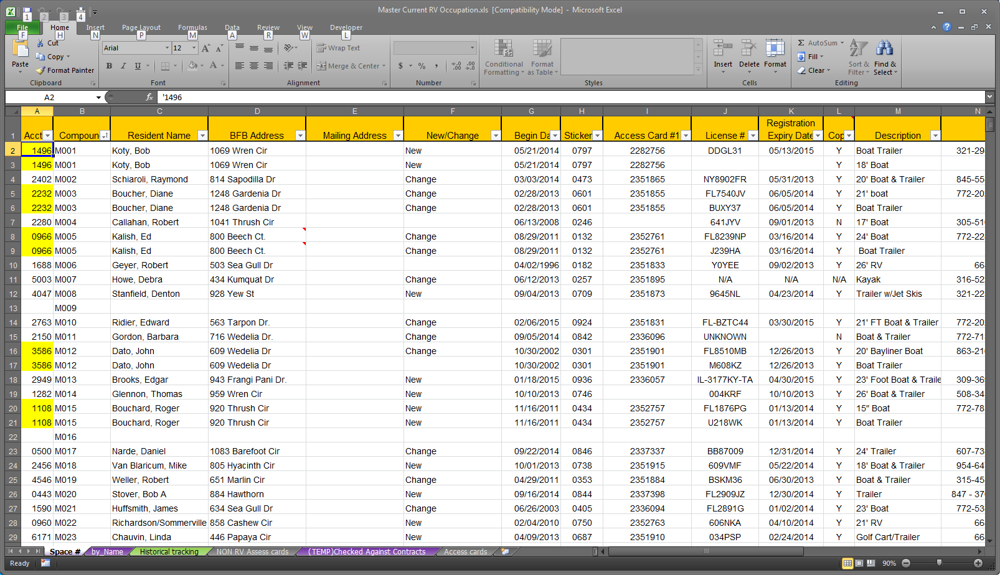 Master Current RV Occupation.xls [Compatibility Mode] - Microsoft Excel
1 2 3 4
File Home Insert Page Layout Formulas Data Review View Developer
F H N P M A R W L
Paste Cut Copy Format Painter
Clipboard
Arial 12 A A
B I U A
Font
Wrap Text
Merge & Center
Alignment
$ % ,
Number
Conditional Formatting Format as Table
Styles
Insert Delete Format
Cells
Σ AutoSum Fill Clear Sort & Filter Find & Select
Editing
A2 fx '1496
A B C D E F G H I J K L M N
1 Acct Compoun Resident Name BFB Address Mailing Address New/Change Begin Da Sticker Access Card #1 License # Registration Expiry Date Cop Description
2 1496 M001 Koty, Bob 1069 Wren Cir New 05/21/2014 0797 2282756 DDGL31 05/13/2015 Y Boat Trailer 321-29
3 1496 M001 Koty, Bob 1069 Wren Cir New 05/21/2014 0797 2282756 Y 18' Boat
4 2402 M002 Schiaroli, Raymond 814 Sapodilla Dr Change 03/03/2014 0473 2351865 NY8902FR 05/31/2013 Y 20' Boat & Trailer 845-55
5 2232 M003 Boucher, Diane 1248 Gardenia Dr Change 02/28/2013 0601 2351855 FL7540JV 06/05/2014 Y 21' boat 772-20
6 2232 M003 Boucher, Diane 1248 Gardenia Dr Change 02/28/2013 0601 2351855 BUXY37 06/05/2014 Y Boat Trailer
7 2280 M004 Callahan, Robert 1041 Thrush Cir 06/13/2008 0246 641JYV 09/01/2013 N 17' Boat 305-51
8 0966 M005 Kalish, Ed 800 Beech Ct. Change 08/29/2011 0132 2352761 FL8239NP 03/16/2014 Y 24' Boat 772-22
9 0966 M005 Kalish, Ed 800 Beech Ct. Change 08/29/2011 0132 2352761 J239HA 03/16/2014 Y Boat Trailer
10 1688 M006 Geyer, Robert 503 Sea Gull Dr 04/02/1996 0182 2351833 Y0YEE 09/02/2013 Y 26' RV 66
11 5003 M007 Howe, Debra 434 Kumquat Dr Change 06/12/2013 0257 2351895 N/A N/A N/A Kayak 316-52
12 4047 M008 Stanfield, Denton 928 Yew St New 09/04/2013 0709 2351873 9645NL 04/23/2014 Y Trailer w/Jet Skis 321-22
13 M009
14 2763 M010 Ridier, Edward 563 Tarpon Dr. Change 02/06/2015 0924 2351831 FL-BZTC44 03/30/2015 Y 21' FT Boat & Trailer 772-20
15 2150 M011 Gordon, Barbara 716 Wedelia Dr. Change 09/05/2014 0842 2336096 UNKNOWN N Boat & Trailer 772-71
16 3586 M012 Dato, John 609 Wedelia Dr Change 10/30/2002 0301 2351901 FL8510MB 12/26/2013 Y 20' Bayliner Boat 863-21
17 3586 M012 Dato, John 609 Wedelia Dr 10/30/2002 0301 2351901 M608KZ 12/26/2013 Y Boat Trailer
18 2949 M013 Brooks, Edgar 943 Frangi Pani Dr. New 01/18/2015 0936 2336057 IL-3177KY-TA 04/30/2015 Y 23' Foot Boat & Traile 309-36
19 1282 M014 Glennon, Thomas 959 Wren Cir New 10/10/2013 0746 004KRF 10/10/2013 Y 26' Boat & Trailer 508-34
20 1108 M015 Bouchard, Roger 920 Thrush Cir New 11/16/2011 0434 2352757 FL1876PG 01/13/2014 Y 15" Boat 772-78
21 1108 M015 Bouchard, Roger 920 Thrush Cir New 11/16/2011 0434 2352757 U218WK 01/13/2014 Y Boat Trailer
22 M016
23 0500 M017 Narde, Daniel 1083 Barefoot Cir Change 09/22/2014 0846 2337337 BB87009 12/31/2014 Y 24' Trailer 607-73
24 2456 M018 Van Blaricum, Mike 805 Hyacinth Cir New 10/01/2013 0738 2351915 609VMF 05/22/2014 Y 18' Boat & Trailer 954-64
25 4546 M019 Weller, Robert 651 Marlin Cir Change 04/29/2011 0353 2351884 BSKM36 06/30/2013 Y Boat & Trailer 315-45
26 0443 M020 Stover, Bob A 884 Hawthorn New 09/16/2014 0844 2337398 FL2909JZ 12/30/2014 Y Trailer 847 - 37
27 1590 M021 Huffsmith, James 634 Sea Gull Dr Change 06/26/2003 0405 2336094 FL2891G 01/02/2014 Y 23' Boat 772-53
28 0960 M022 Richardson/Sommerville 858 Cashew Cir New 02/04/2010 0750 2352763 606NKA 04/10/2014 Y 21' RV 66
29 6171 M023 Chauvin, Linda 446 Papaya Cir New 04/09/2013 0687 2351910 034PSP 02/24/2014 Y Golf Cart/Trailer 66
Space # by_Name Historical tracking NON RV Assess cards (TEMP)Checked Against Contracts Access cards
Ready 90%